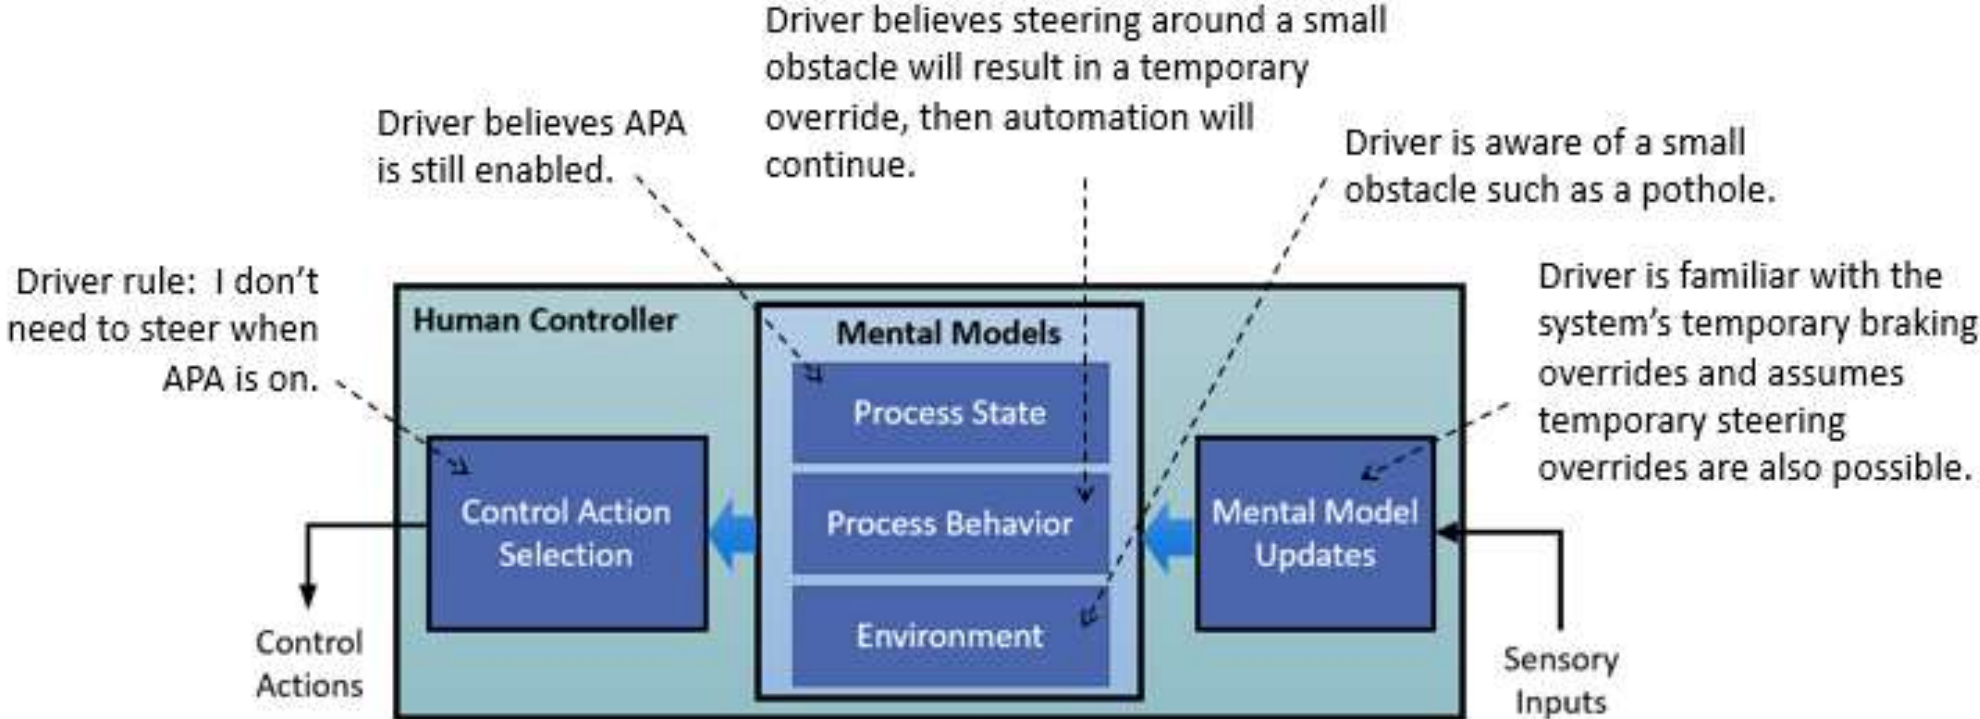 Driver believes steering around a small
obstacle will result in a temporary
override, then automation will
continue.
Driver believes APA
is still enabled.
Driver is aware of a small
obstacle such as a pothole.
Driver rule:  I don’t
need to steer when
APA is on.
Driver is familiar with the
system’s temporary braking
overrides and assumes
temporary steering
overrides are also possible.
Human Controller
Mental Models
Process State
Process Behavior
Environment
Control Action
Selection
Mental Model
Updates
Control
Actions
Sensory
Inputs